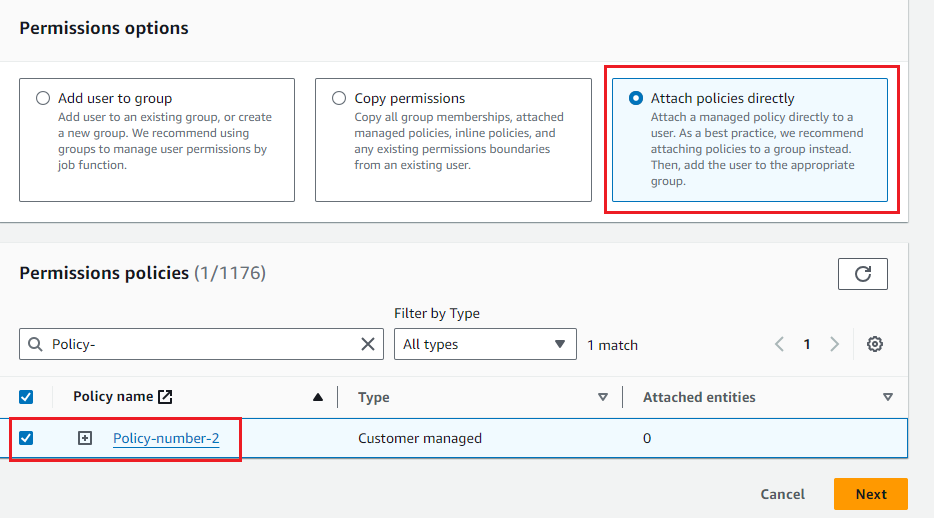 Permissions options
Add user to group
Add user to an existing group, or create
a new group. We recommend using
groups to manage user permissions by
job function.
Copy permissions
Copy all group memberships, attached
managed policies, inline policies, and
any existing permissions boundaries
from an existing user.
Attach policies directly
Attach a managed policy directly to a
user. As a best practice, we recommend
attaching policies to a group instead.
Then, add the user to the appropriate
group.
Permissions policies (1/1176)
Filter by Type
Policy-
All types
1 match
1
Policy name
Type
Attached entities
Policy-number-2
Customer managed
0
Cancel
Next